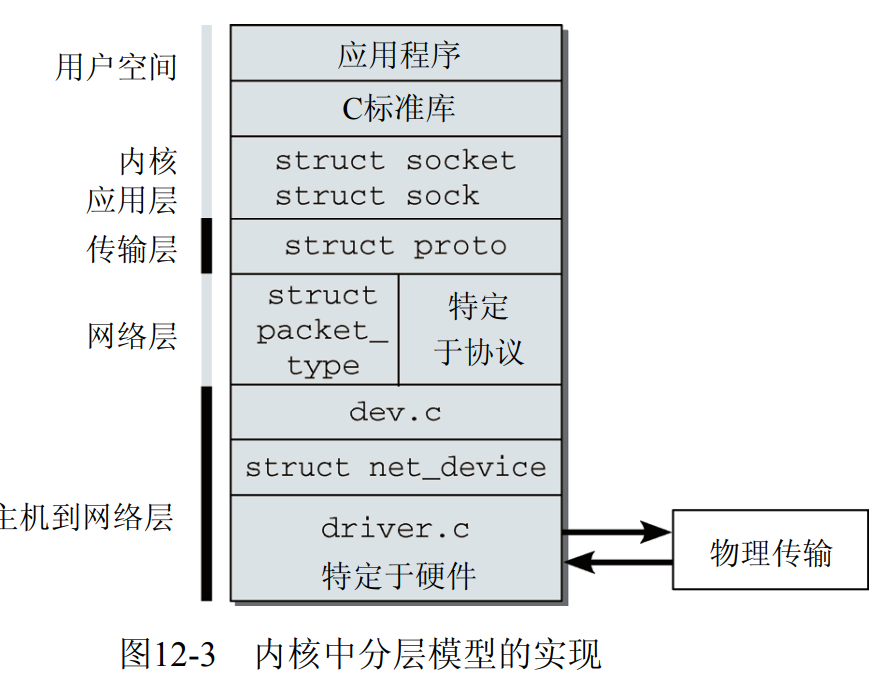 用户空间
应用程序
C标准库
内核
应用层
struct socket
struct sock
传输层
struct proto
网络层
struct
packet_
type
特定
于协议
dev.c
struct net_device
主机到网络层
driver.c
特定于硬件
物理传输
图12-3 内核中分层模型的实现